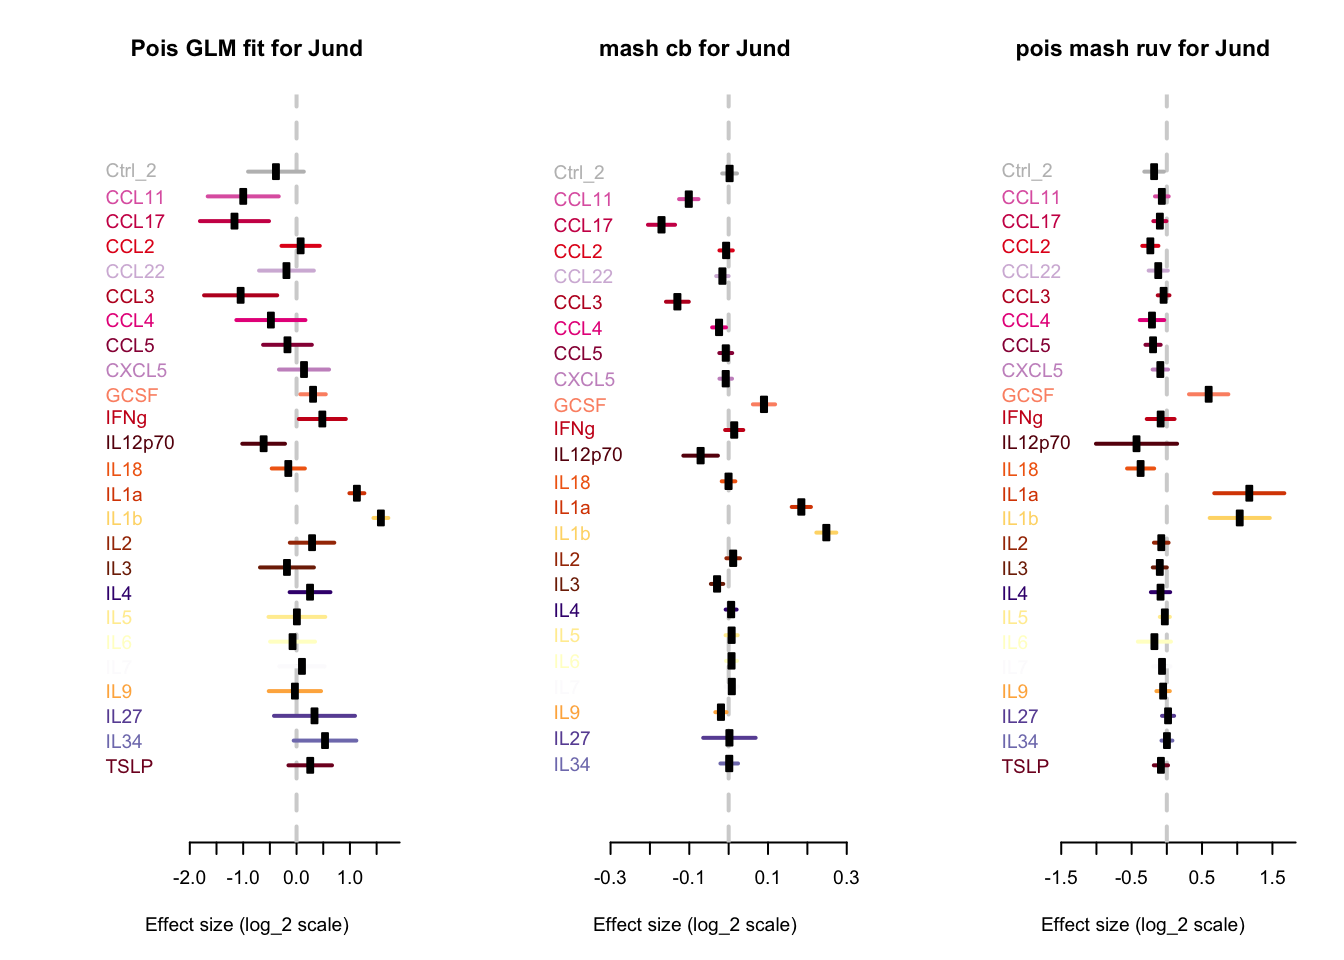 Pois GLM fit for Jund
Ctrl_2
CCL11
CCL17
CCL2
CCL22
CCL3
CCL4
CCL5
CXCL5
GCSF
IFNg
IL12p70
IL18
IL1a
IL1b
IL2
IL3
IL4
IL5
IL6
IL7
IL9
IL27
IL34
TSLP
-2.0 -1.0 0.0 1.0
Effect size (log_2 scale)
mash cb for Jund
Ctrl_2
CCL11
CCL17
CCL2
CCL22
CCL3
CCL4
CCL5
CXCL5
GCSF
IFNg
IL12p70
IL18
IL1a
IL1b
IL2
IL3
IL4
IL5
IL6
IL7
IL9
IL27
IL34
-0.3 -0.1 0.1 0.3
Effect size (log_2 scale)
pois mash ruv for Jund
Ctrl_2
CCL11
CCL17
CCL2
CCL22
CCL3
CCL4
CCL5
CXCL5
GCSF
IFNg
IL12p70
IL18
IL1a
IL1b
IL2
IL3
IL4
IL5
IL6
IL7
IL9
IL27
IL34
TSLP
-1.5 -0.5 0.5 1.5
Effect size (log_2 scale)